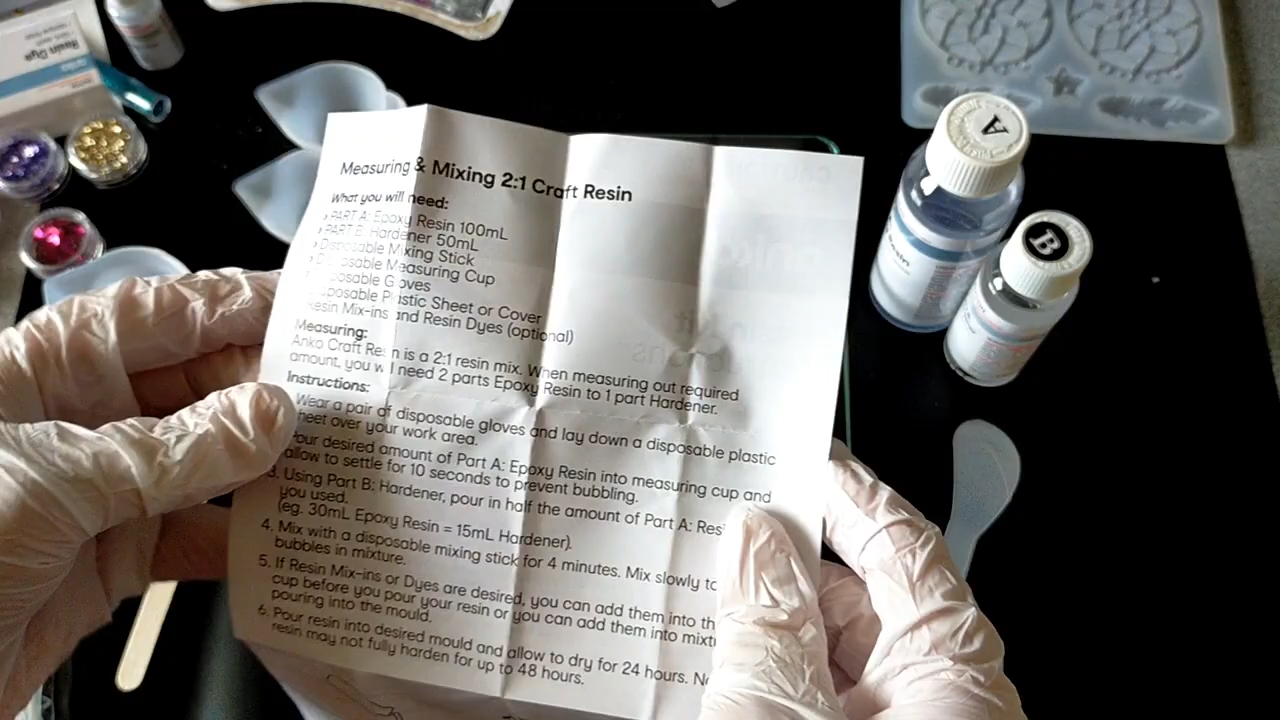 Resin Dye
A
B
Measuring & Mixing 2:1 Craft Resin
What you will need:
PART A: Epoxy Resin 100mL
PART B: Hardener 50mL
Disposable Mixing Stick
Disposable Measuring Cup
posable Gloves
sposable Plastic Sheet or Cover
Resin Mix-ins and Resin Dyes (optional)
Measuring:
Anko Craft Resin is a 2:1 resin mix. When measuring out required
amount, you will need 2 parts Epoxy Resin to 1 part Hardener.
Instructions:
Wear a pair of disposable gloves and lay down a disposable plastic
heet over your work area.
Pour desired amount of Part A: Epoxy Resin into measuring cup and
allow to settle for 10 seconds to prevent bubbling.
3. Using Part B: Hardener, pour in half the amount of Part A: Resi
you used.
(eg. 30mL Epoxy Resin = 15mL Hardener).
4. Mix with a disposable mixing stick for 4 minutes. Mix slowly to
bubbles in mixture.
5. If Resin Mix-ins or Dyes are desired, you can add them into th
cup before you pour your resin or you can add them into mixt
pouring into the mould.
6. Pour resin into desired mould and allow to dry for 24 hours. No
resin may not fully harden for up to 48 hours.